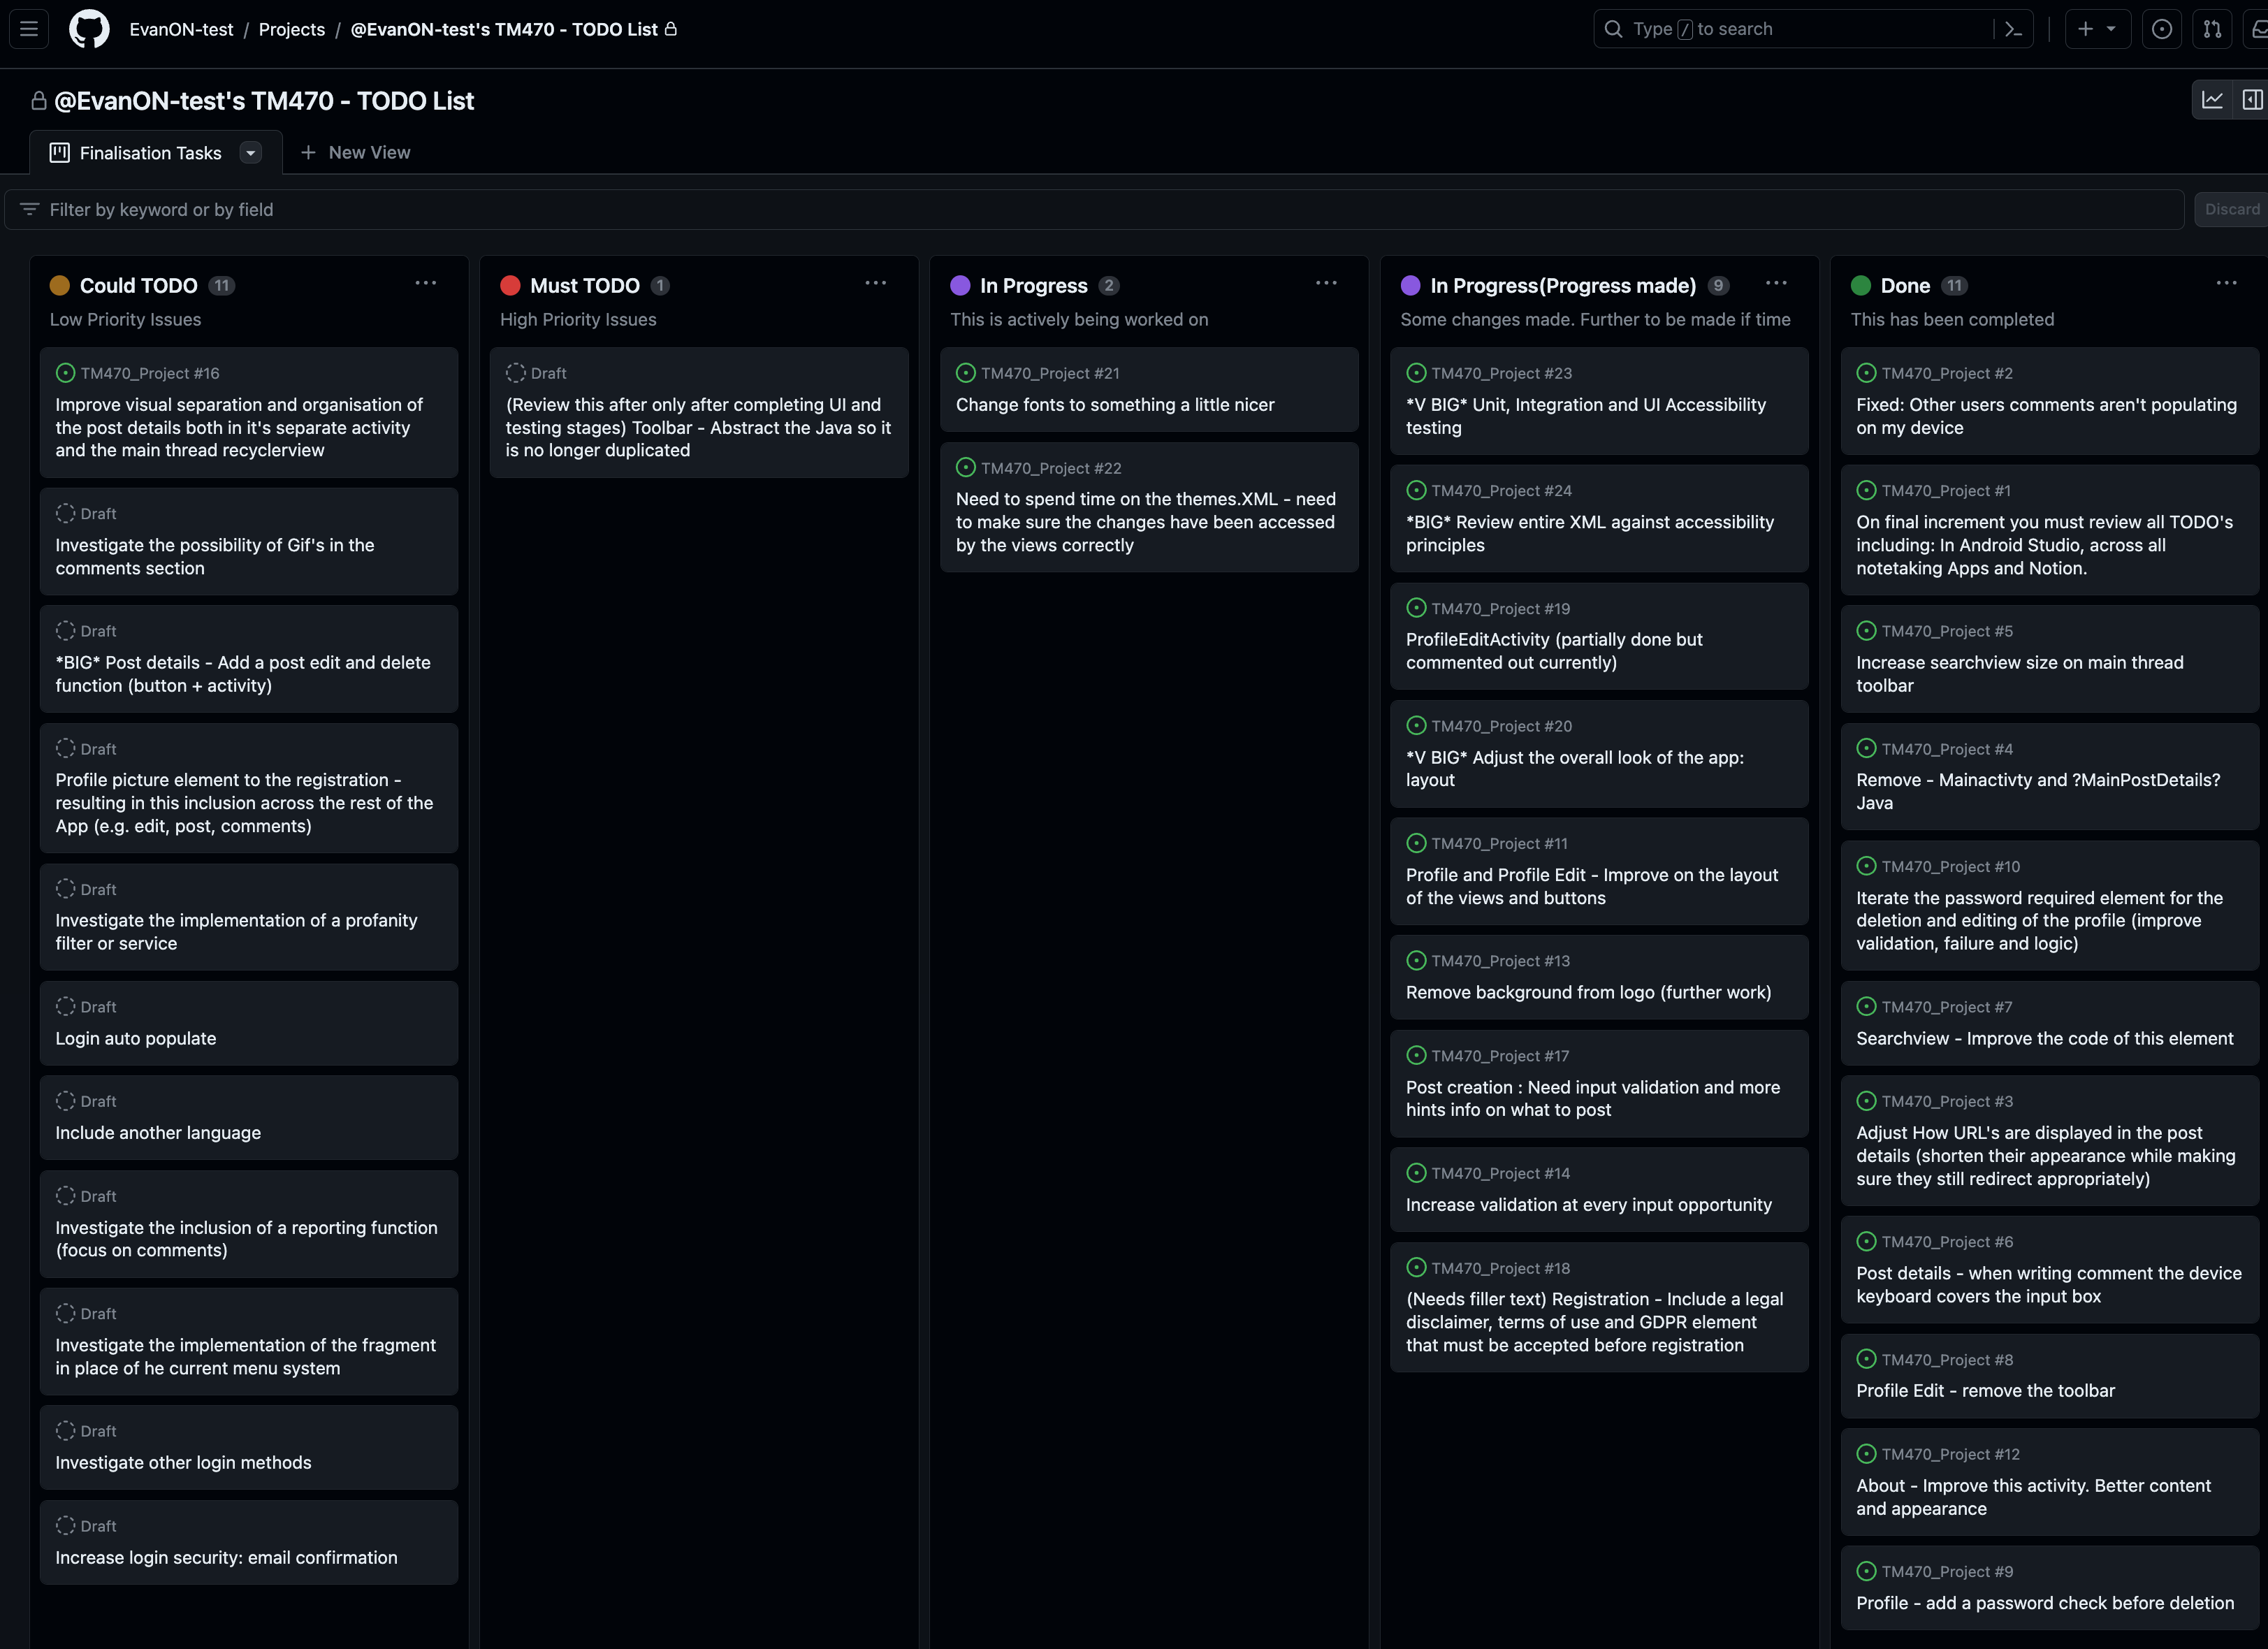 EvanON-test / Projects / @EvanON-test's TM470 - TODO List
Type / to search
@EvanON-test's TM470 - TODO List
Finalisation Tasks
New View
Filter by keyword or by field
Discard
Could TODO 11
Low Priority Issues
TM470_Project #16
Improve visual separation and organisation of
the post details both in it's separate activity
and the main thread recyclerview
Draft
Investigate the possibility of Gif's in the
comments section
Draft
*BIG* Post details - Add a post edit and delete
function (button + activity)
Draft
Profile picture element to the registration -
resulting in this inclusion across the rest of the
App (e.g. edit, post, comments)
Draft
Investigate the implementation of a profanity
filter or service
Draft
Login auto populate
Draft
Include another language
Draft
Investigate the inclusion of a reporting function
(focus on comments)
Draft
Investigate the implementation of the fragment
in place of he current menu system
Draft
Investigate other login methods
Draft
Increase login security: email confirmation
Must TODO 1
High Priority Issues
Draft
(Review this after only after completing UI and
testing stages) Toolbar - Abstract the Java so it
is no longer duplicated
In Progress 2
This is actively being worked on
TM470_Project #21
Change fonts to something a little nicer
TM470_Project #22
Need to spend time on the themes.XML - need
to make sure the changes have been accessed
by the views correctly
In Progress(Progress made) 9
Some changes made. Further to be made if time
TM470_Project #23
*V BIG* Unit, Integration and UI Accessibility
testing
TM470_Project #24
*BIG* Review entire XML against accessibility
principles
TM470_Project #19
ProfileEditActivity (partially done but
commented out currently)
TM470_Project #20
*V BIG* Adjust the overall look of the app:
layout
TM470_Project #11
Profile and Profile Edit - Improve on the layout
of the views and buttons
TM470_Project #13
Remove background from logo (further work)
TM470_Project #17
Post creation : Need input validation and more
hints info on what to post
TM470_Project #14
Increase validation at every input opportunity
TM470_Project #18
(Needs filler text) Registration - Include a legal
disclaimer, terms of use and GDPR element
that must be accepted before registration
Done 11
This has been completed
TM470_Project #2
Fixed: Other users comments aren't populating
on my device
TM470_Project #1
On final increment you must review all TODO's
including: In Android Studio, across all
notetaking Apps and Notion.
TM470_Project #5
Increase searchview size on main thread
toolbar
TM470_Project #4
Remove - Mainactivty and ?MainPostDetails?
Java
TM470_Project #10
Iterate the password required element for the
deletion and editing of the profile (improve
validation, failure and logic)
TM470_Project #7
Searchview - Improve the code of this element
TM470_Project #3
Adjust How URL's are displayed in the post
details (shorten their appearance while making
sure they still redirect appropriately)
TM470_Project #6
Post details - when writing comment the device
keyboard covers the input box
TM470_Project #8
Profile Edit - remove the toolbar
TM470_Project #12
About - Improve this activity. Better content
and appearance
TM470_Project #9
Profile - add a password check before deletion